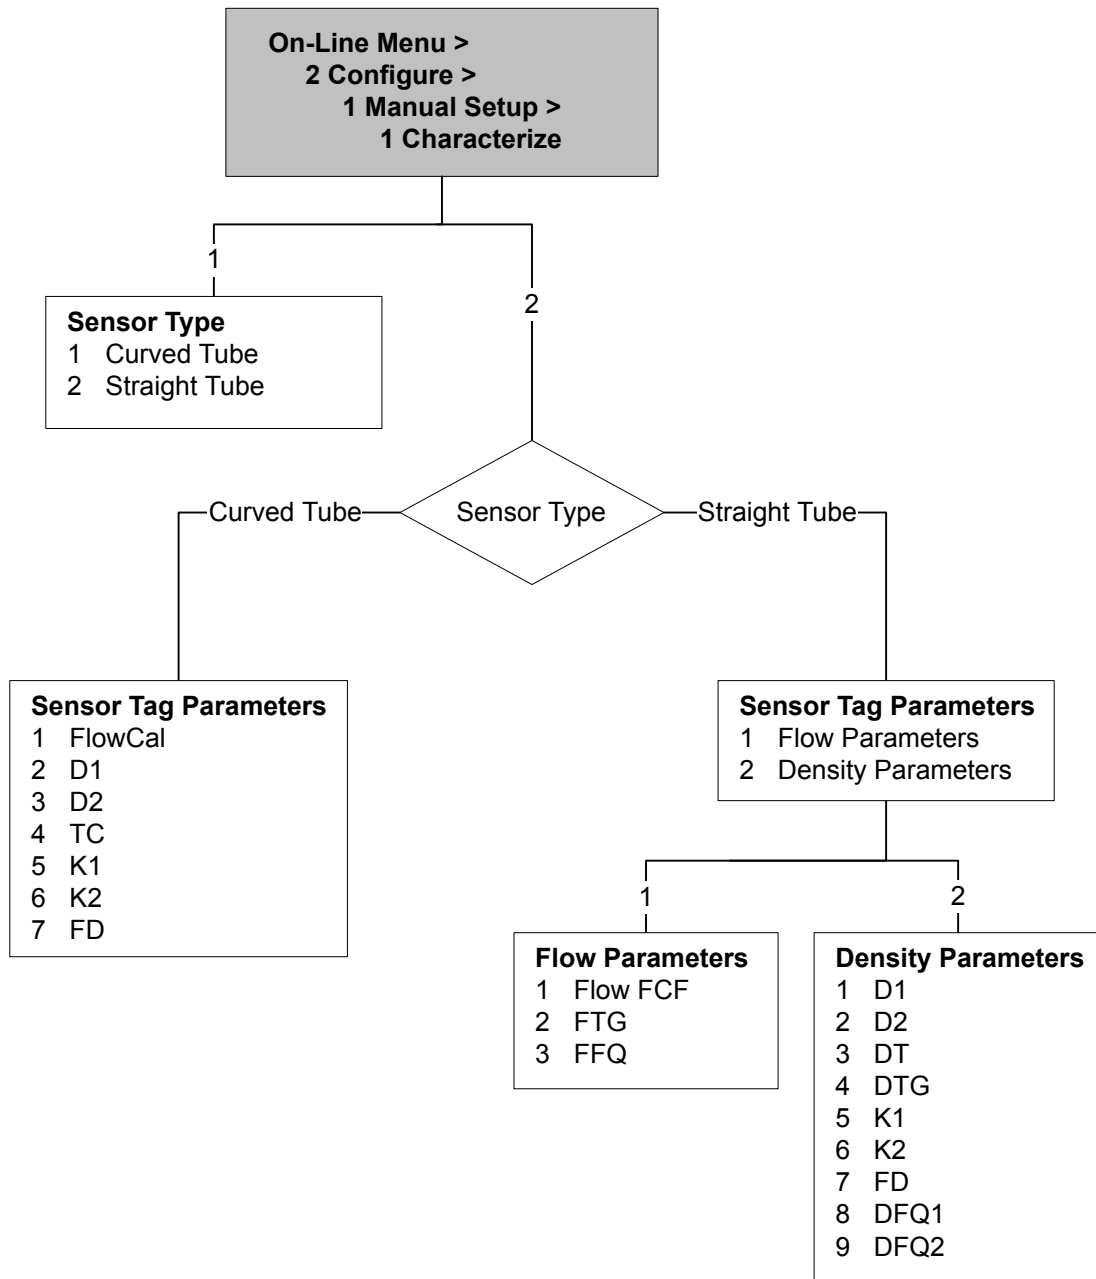 On-Line Menu >
2 Configure >
1 Manual Setup >
1 Characterize
1
2
Sensor Type
1 Curved Tube
2 Straight Tube
Curved Tube
Sensor Type
Straight Tube
Sensor Tag Parameters
1 FlowCal
2 D1
3 D2
4 TC
5 K1
6 K2
7 FD
Sensor Tag Parameters
1 Flow Parameters
2 Density Parameters
1
2
Flow Parameters
1 Flow FCF
2 FTG
3 FFQ
Density Parameters
1 D1
2 D2
3 DT
4 DTG
5 K1
6 K2
7 FD
8 DFQ1
9 DFQ2